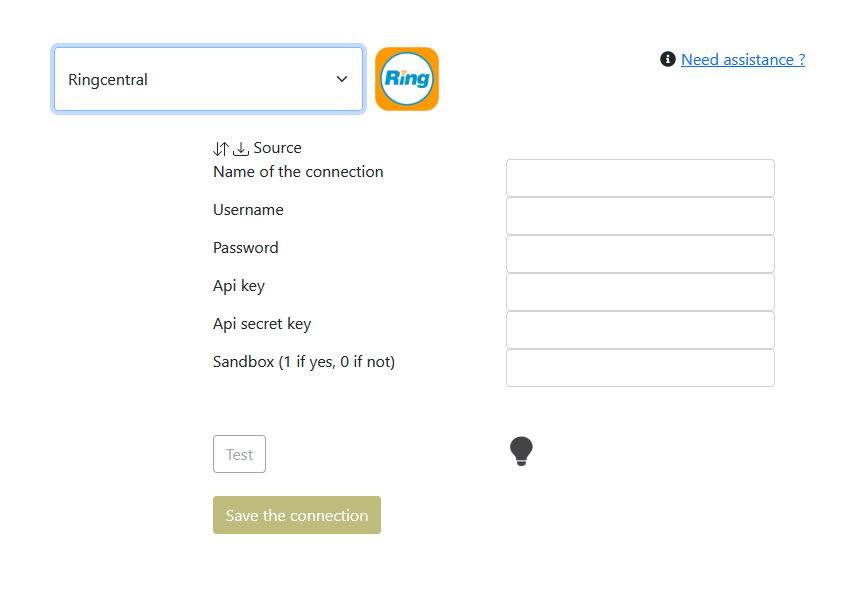 Ringcentral
Ring
Need assistance ?
Source
Name of the connection
Username
Password
Api key
Api secret key
Sandbox (1 if yes, 0 if not)
Test
Save the connection